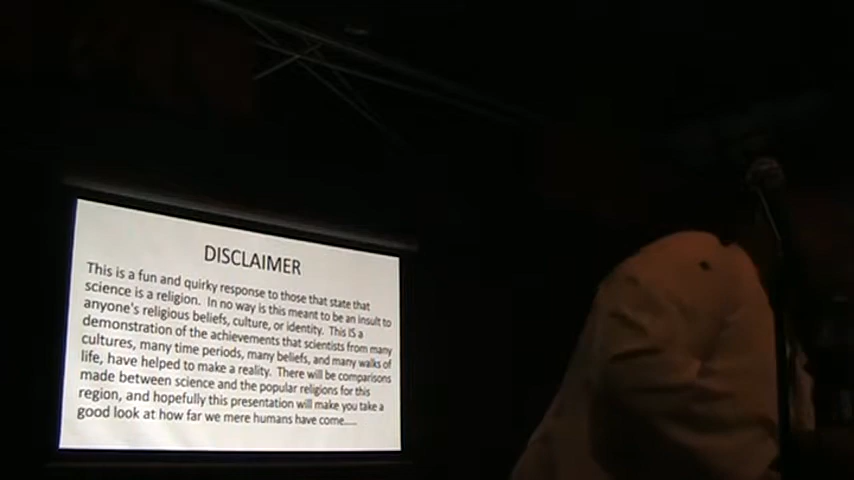 DISCLAIMER
This is a fun and quirky response to those that state that
science is a religion.  In no way is this meant to be an insult to
anyone's religious beliefs, culture, or identity.  This IS a
demonstration of the achievements that scientists from many
cultures, many time periods, many beliefs, and many walks of
life, have helped to make a reality.  There will be comparisons
made between science and the popular religions for this
region, and hopefully this presentation will make you take a
good look at how far we mere humans have come.....